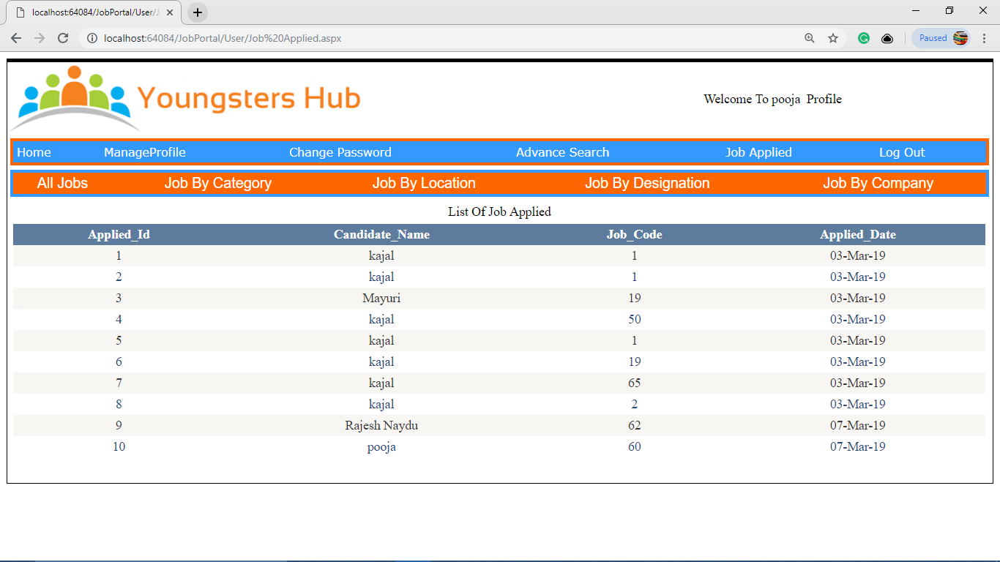 localhost:64084/JobPortal/User/J
localhost:64084/JobPortal/User/Job%20Applied.aspx
Paused
Youngsters Hub
Welcome To pooja Profile
Home ManageProfile Change Password Advance Search Job Applied Log Out
All Jobs Job By Category Job By Location Job By Designation Job By Company
List Of Job Applied
Applied_Id Candidate_Name Job_Code Applied_Date
1 kajal 1 03-Mar-19
2 kajal 1 03-Mar-19
3 Mayuri 19 03-Mar-19
4 kajal 50 03-Mar-19
5 kajal 1 03-Mar-19
6 kajal 19 03-Mar-19
7 kajal 65 03-Mar-19
8 kajal 2 03-Mar-19
9 Rajesh Naydu 62 07-Mar-19
10 pooja 60 07-Mar-19